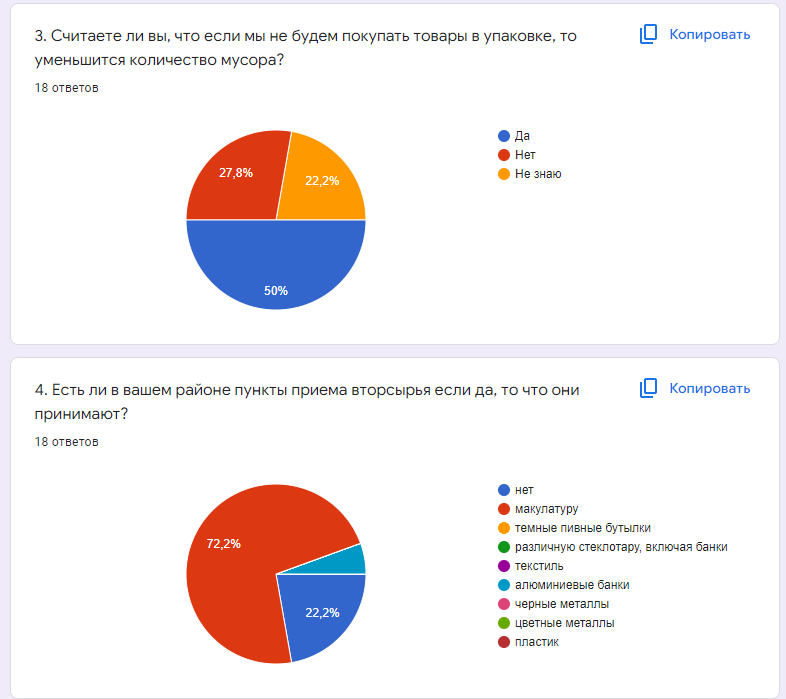 3. Считаете ли вы, что если мы не будем покупать товары в упаковке, то
уменьшится количество мусора?
Копировать
18 ответов
Да
Нет
Не знаю
27,8%
22,2%
50%
4. Есть ли в вашем районе пункты приема вторсырья если да, то что они
принимают?
Копировать
18 ответов
нет
макулатуру
темные пивные бутылки
различную стеклотару, включая банки
текстиль
алюминиевые банки
черные металлы
цветные металлы
пластик
72,2%
22,2%